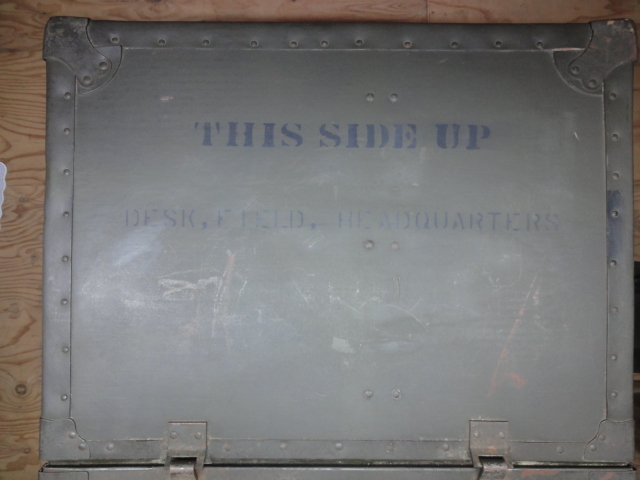 THIS SIDE UP
DESK, FIELD, HEADQUARTERS